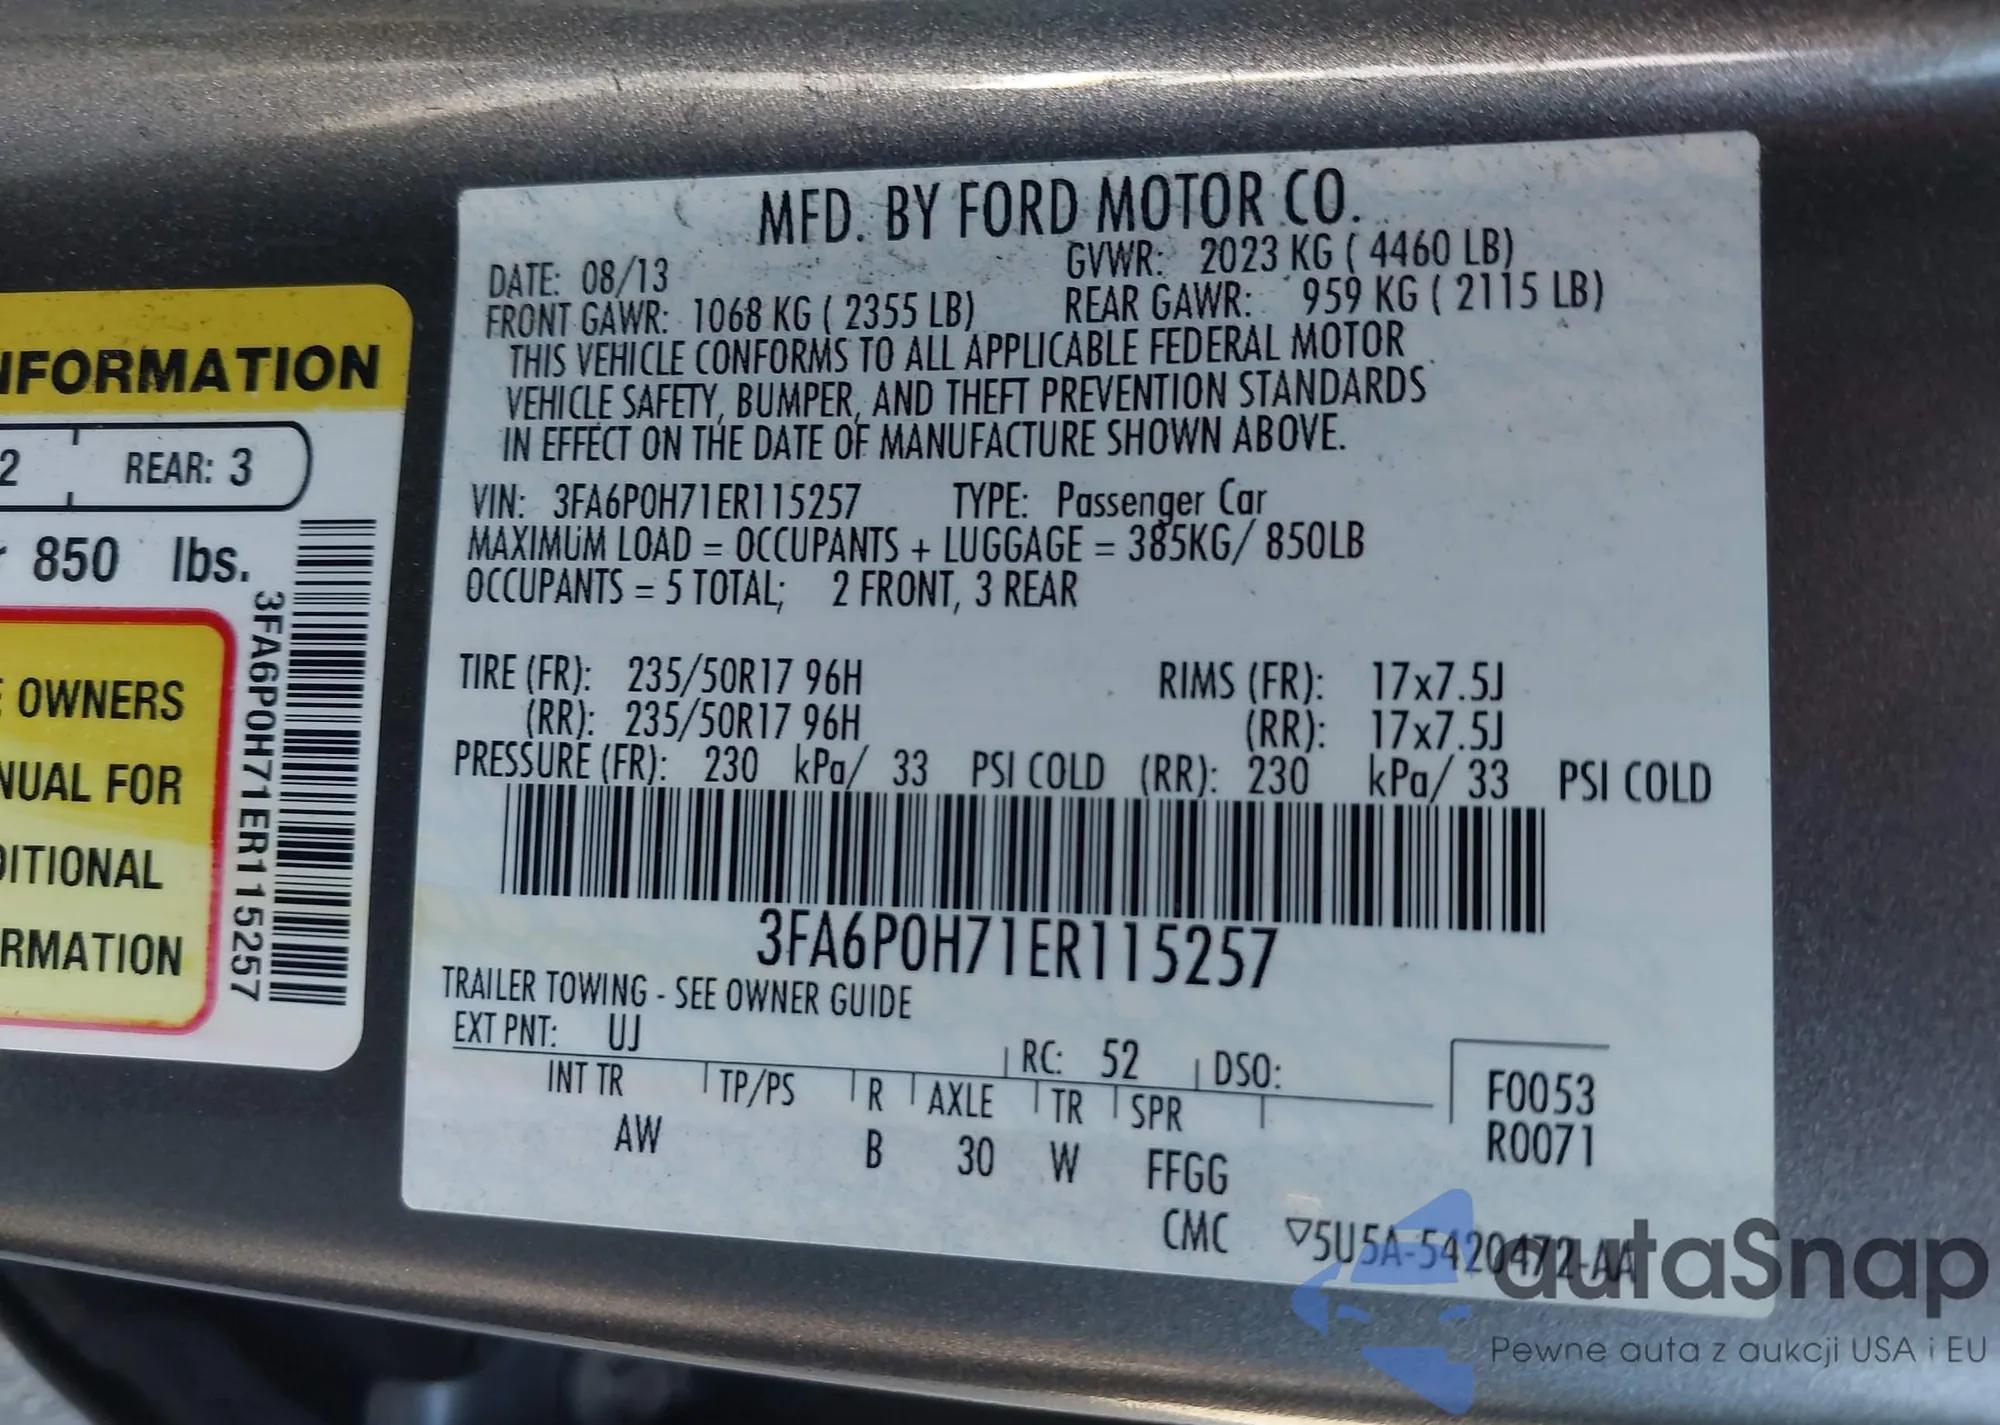 NFORMATION
2 REAR: 3
850 lbs.
OWNERS
NUAL FOR
DITIONAL
RMATION
3FA6P0H71ER115257
MFD. BY FORD MOTOR CO.
DATE: 08/13 GVWR: 2023 KG ( 4460 LB)
FRONT GAWR: 1068 KG ( 2355 LB) REAR GAWR: 959 KG ( 2115 LB)
THIS VEHICLE CONFORMS TO ALL APPLICABLE FEDERAL MOTOR
VEHICLE SAFETY, BUMPER, AND THEFT PREVENTION STANDARDS
IN EFFECT ON THE DATE OF MANUFACTURE SHOWN ABOVE.
VIN: 3FA6P0H71ER115257 TYPE: Passenger Car
MAXIMUM LOAD = OCCUPANTS + LUGGAGE = 385KG/ 850LB
OCCUPANTS = 5 TOTAL; 2 FRONT, 3 REAR
TIRE (FR): 235/50R17 96H RIMS (FR): 17x7.5J
(RR): 235/50R17 96H (RR): 17x7.5J
PRESSURE (FR): 230 kPa/ 33 PSI COLD (RR): 230 kPa/ 33 PSI COLD
3FA6P0H71ER115257
TRAILER TOWING - SEE OWNER GUIDE
EXT PNT: UJ RC: 52 DSO:
INT TR TP/PS R AXLE TR SPR F0053
AW B 30 W FFGG R0071
CMC ▽5U5A-5420472-AA
autaSnap
Pewne auta z aukcji USA i EU